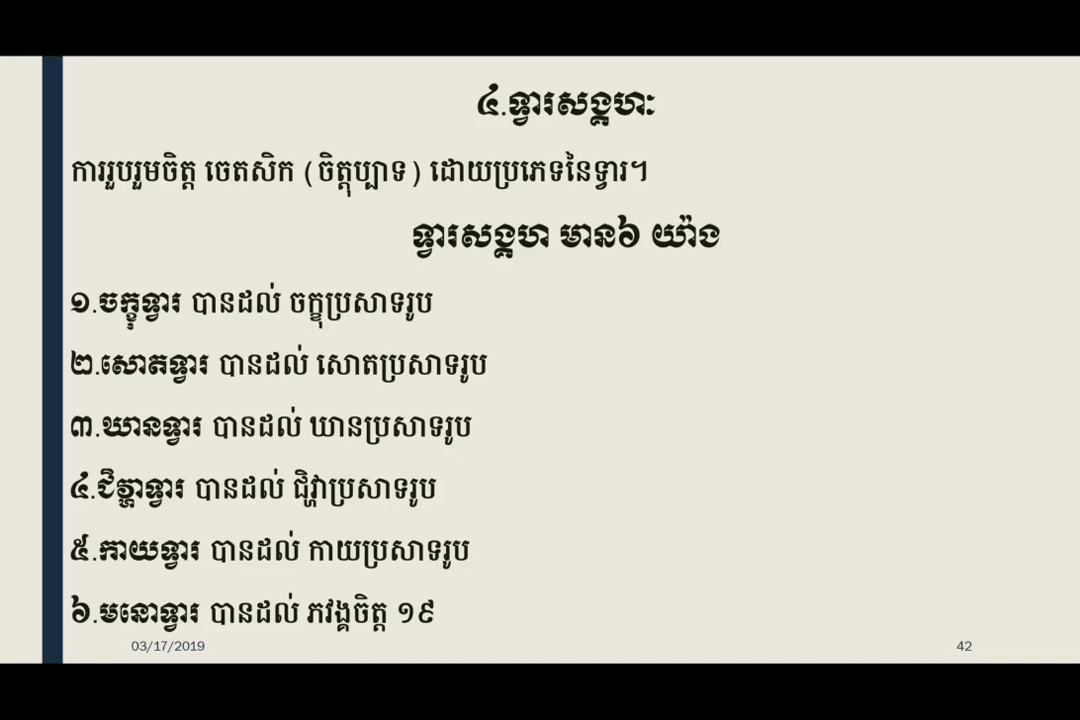 ៤.ទ្វារសង្គហៈ
ការរួបរួមចិត្ត ចេតសិក (ចិត្តុប្បាទ) ដោយប្រភេទនៃទ្វារ។
ទ្វារសង្គហ មាន៦ យ៉ាង
១.ចក្ខុទ្វារ បានដល់ ចក្ខុប្រសាទរូប
២.សោតទ្វារ បានដល់ សោតប្រសាទរូប
៣.ឃានទ្វារ បានដល់ ឃានប្រសាទរូប
៤.ជិវ្ហាទ្វារ បានដល់ ជិវ្ហាប្រសាទរូប
៥.កាយទ្វារ បានដល់ កាយប្រសាទរូប
៦.មនោទ្វារ បានដល់ ភវង្គចិត្ត ១៩
03/17/2019 42